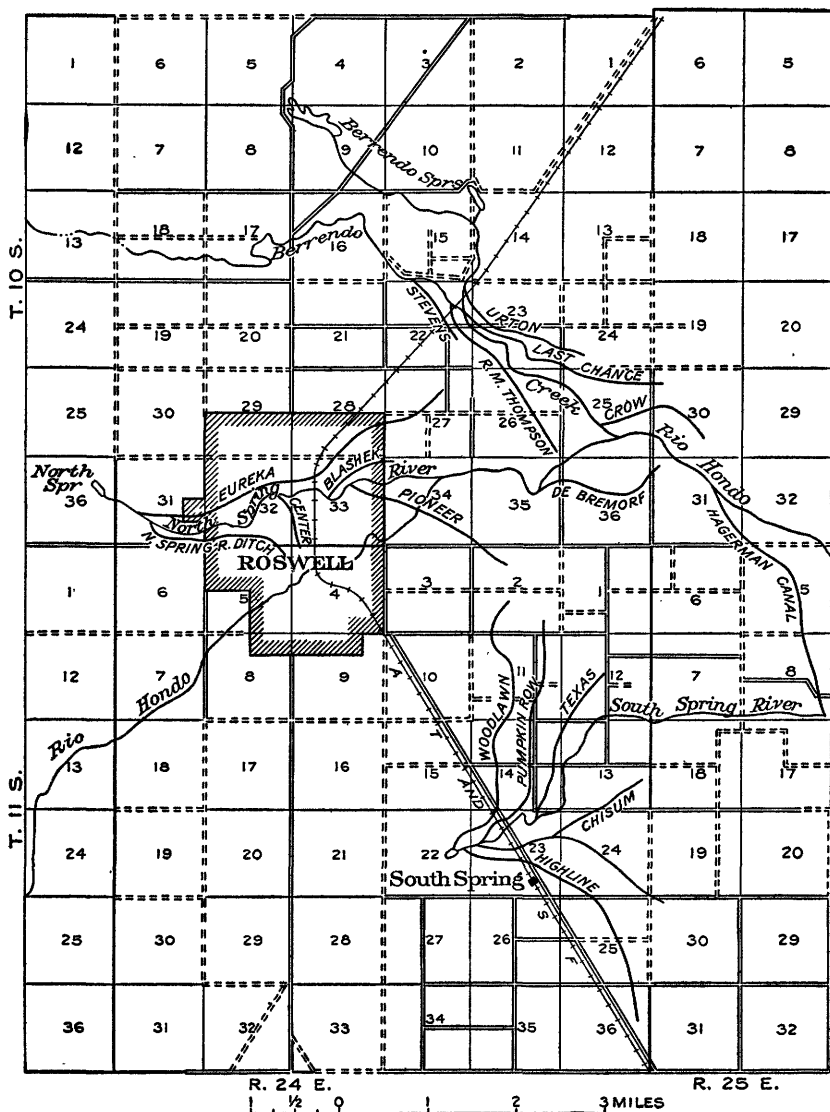 1 6 5 4 3 2 1 6 5
12 7 8 9 10 11 12 7 8
Berrendo Sprs
T. 10 S.
13 18 17 16 15 14 13 18 17
Berrendo
24 19 20 21 22 23 24 19 20
STEVENS
URTON
LAST CHANCE
R.M. THOMPSON
Creek
CROW
25 30 29 28 27 26 25 30 29
North
Spr
EUREKA
BLASHEK
River
Rio Hondo
36 31 32 33 34 35 36 31 32
North Spring
CENTER
PIONEER
DE BREMORF
HAGERMAN CANAL
N. SPRING R. DITCH
ROSWELL
1 6 5 4 3 2 1 6 5
12 7 8 9 10 11 12 7 8
Rio Hondo
WOODLAWN
PUMPKIN ROW
TEXAS
South Spring River
A. T. AND S F
T. 11 S.
13 18 17 16 15 14 13 18 17
CHISUM
24 19 20 21 22 23 24 19 20
South Spring
HIGHLINE
25 30 29 28 27 26 25 30 29
36 31 32 33 34 35 36 31 32
R. 24 E.
R. 25 E.
1 ½ 0 1 2 3 MILES